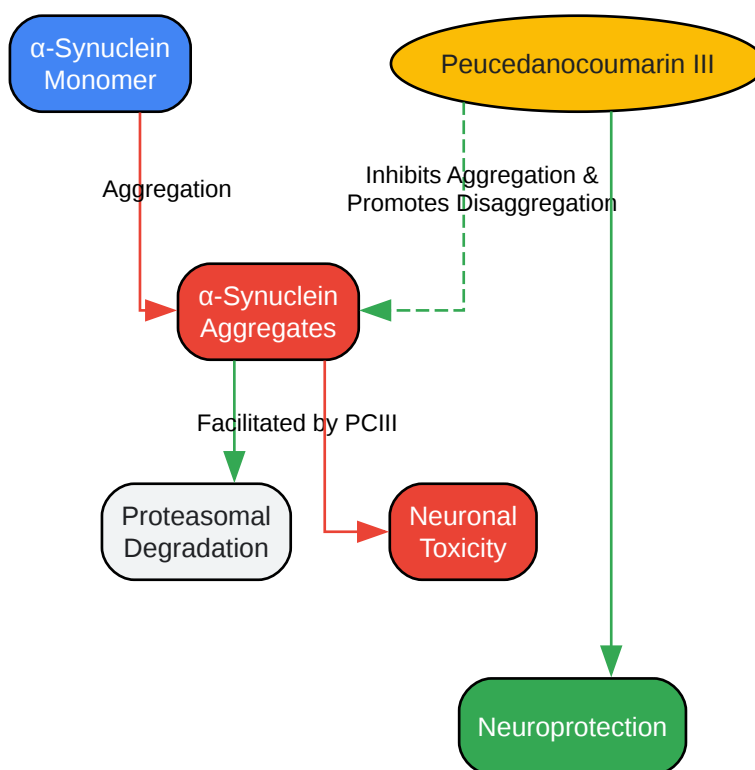 α-Synuclein
Monomer
Peucedanocoumarin III
Aggregation
Inhibits Aggregation &
Promotes Disaggregation
α-Synuclein
Aggregates
Facilitated by PCIII
Proteasomal
Degradation
Neuronal
Toxicity
Neuroprotection